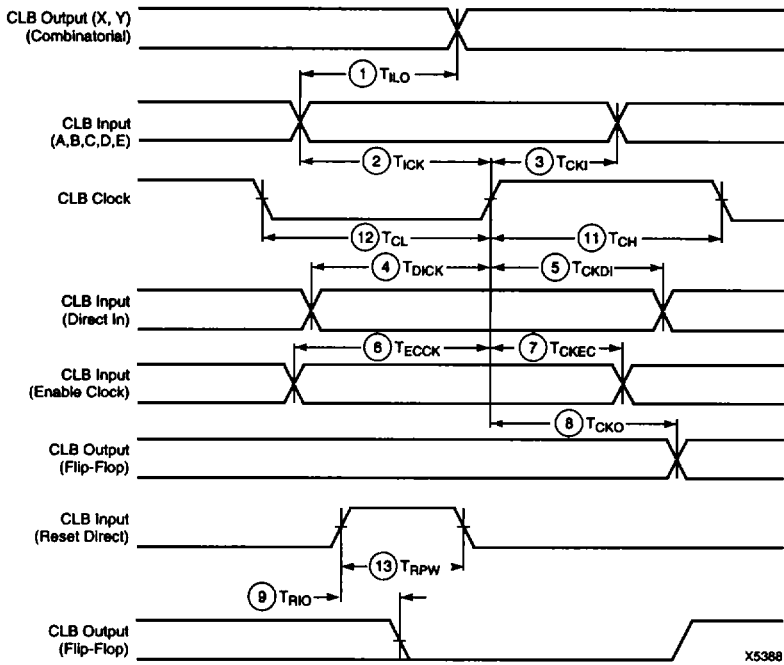 CLB Output (X, Y)
(Combinatorial)
1 TILO
CLB Input
(A,B,C,D,E)
2 TICK
3 TCKI
CLB Clock
12 TCL
11 TCH
4 TDICK
5 TCKDI
CLB Input
(Direct In)
6 TECCK
7 TCKEC
CLB Input
(Enable Clock)
8 TCKO
CLB Output
(Flip-Flop)
CLB Input
(Reset Direct)
13 TRPW
9 TRIO
CLB Output
(Flip-Flop)
X5388